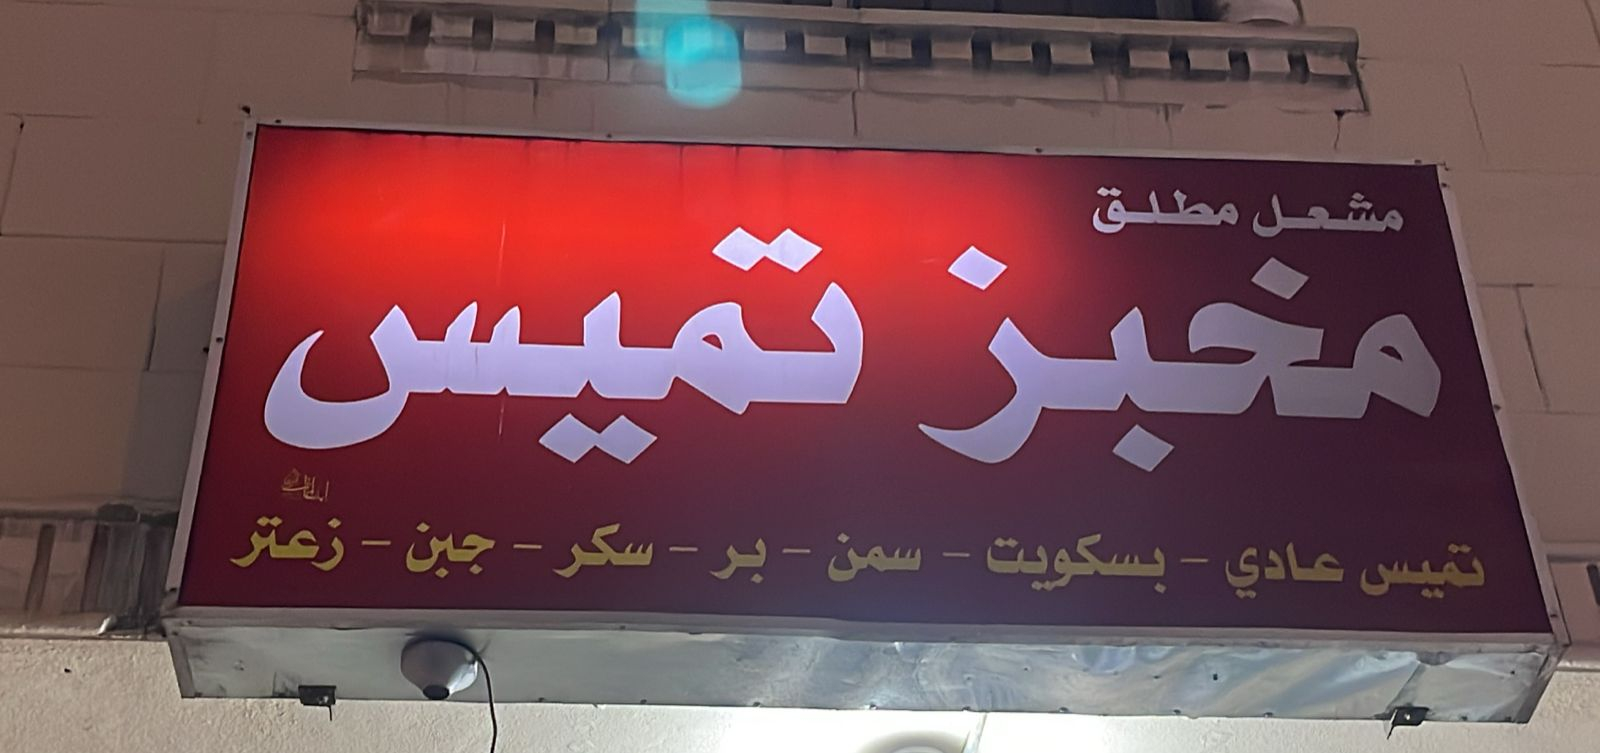 مشعل مطلق
مخبز تميس
تميس عادي - بسكويت - سمن - بر - سكر - جبن - زعتر